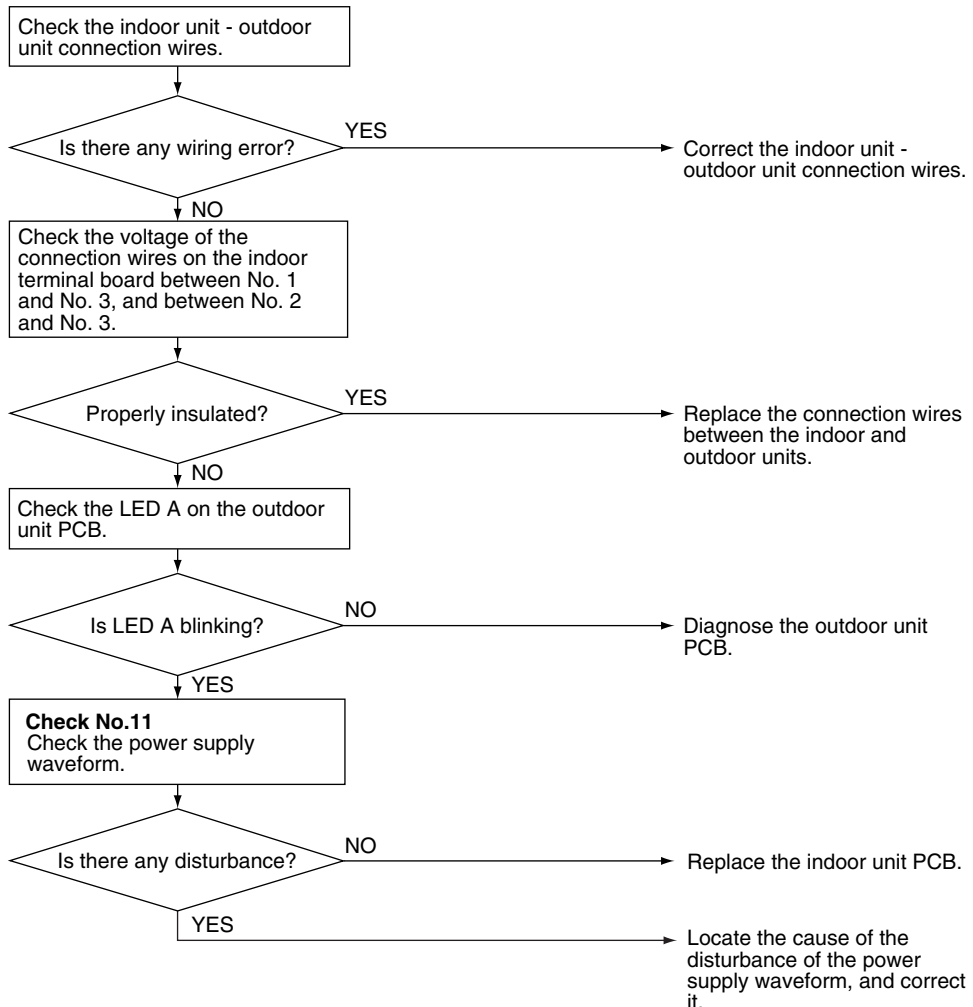 Check the indoor unit - outdoor
unit connection wires.
Is there any wiring error?
YES
Correct the indoor unit -
outdoor unit connection wires.
NO
Check the voltage of the
connection wires on the indoor
terminal board between No. 1
and No. 3, and between No. 2
and No. 3.
Properly insulated?
YES
Replace the connection wires
between the indoor and
outdoor units.
NO
Check the LED A on the outdoor
unit PCB.
Is LED A blinking?
NO
Diagnose the outdoor unit
PCB.
YES
Check No.11
Check the power supply
waveform.
Is there any disturbance?
NO
Replace the indoor unit PCB.
YES
Locate the cause of the
disturbance of the power
supply waveform, and correct
it.